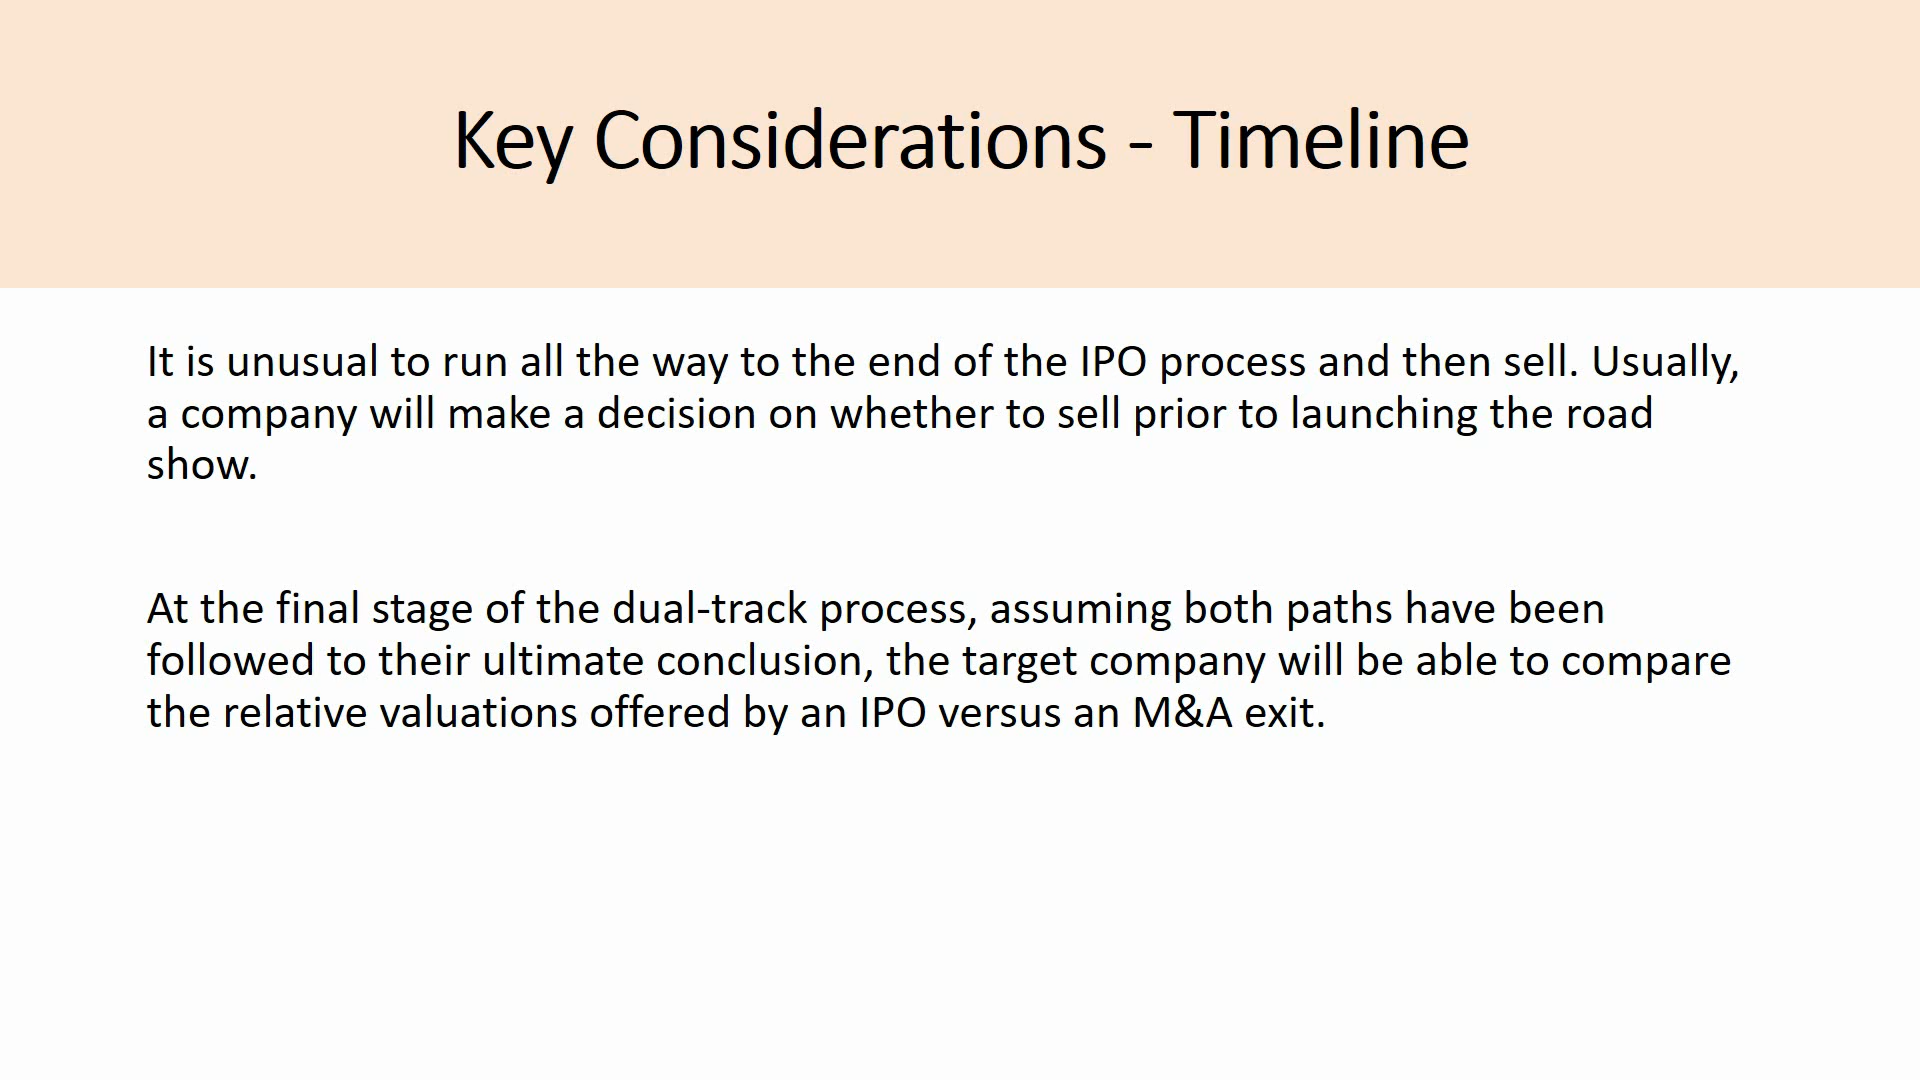 Key Considerations - Timeline
It is unusual to run all the way to the end of the IPO process and then sell. Usually,
a company will make a decision on whether to sell prior to launching the road
show.
At the final stage of the dual-track process, assuming both paths have been
followed to their ultimate conclusion, the target company will be able to compare
the relative valuations offered by an IPO versus an M&A exit.